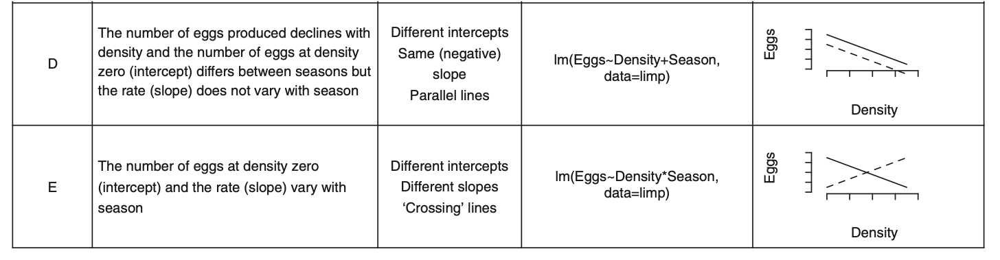 D
The number of eggs produced declines with
density and the number of eggs at density
zero (intercept) differs between seasons but
the rate (slope) does not vary with season
Different intercepts
Same (negative)
slope
Parallel lines
lm(Eggs~Density+Season,
data=limp)
Eggs
Density
E
The number of eggs at density zero
(intercept) and the rate (slope) vary with
season
Different intercepts
Different slopes
‘Crossing’ lines
lm(Eggs~Density*Season,
data=limp)
Eggs
Density